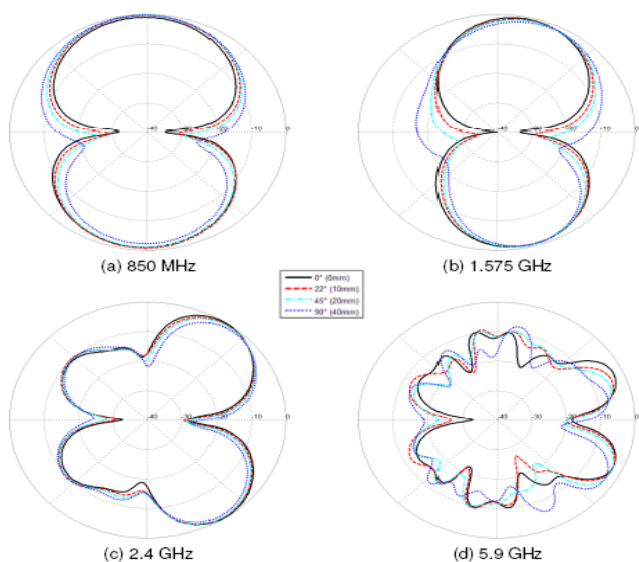 -40 -30 -20 -10 0
-40 -30 -20 -10 0
(a) 850 MHz
(b) 1.575 GHz
0° (0mm)
22° (10mm)
45° (20mm)
90° (40mm)
-40 -30 -20 -10 0
-40 -30 -20 -10 0
(c) 2.4 GHz
(d) 5.9 GHz